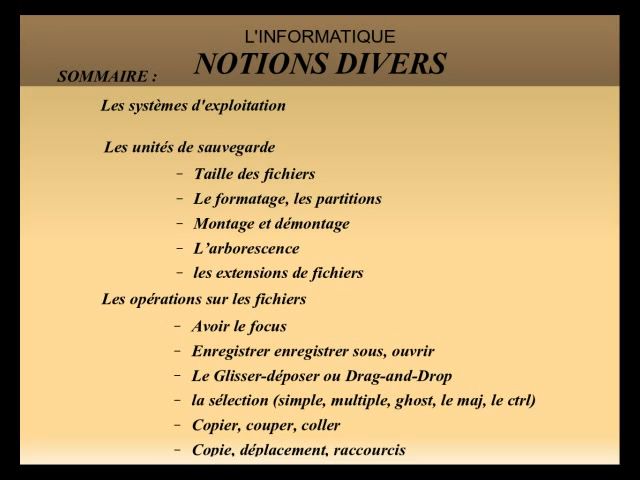 L'INFORMATIQUE
NOTIONS DIVERS
SOMMAIRE :
Les systèmes d'exploitation
Les unités de sauvegarde
– Taille des fichiers
– Le formatage, les partitions
– Montage et démontage
– L’arborescence
– les extensions de fichiers
Les opérations sur les fichiers
– Avoir le focus
– Enregistrer enregistrer sous, ouvrir
– Le Glisser-déposer ou Drag-and-Drop
– la sélection (simple, multiple, ghost, le maj, le ctrl)
– Copier, couper, coller
– Copie, déplacement, raccourcis